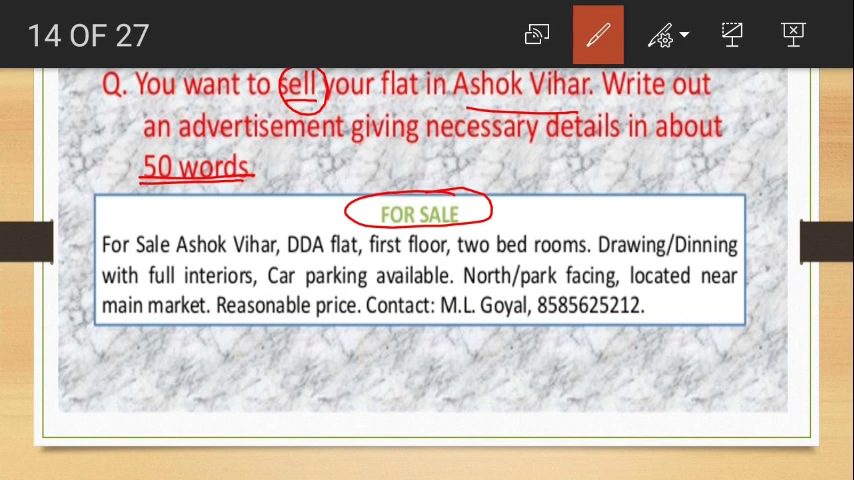 14 OF 27
Q. You want to sell your flat in Ashok Vihar. Write out
an advertisement giving necessary details in about
50 words.
FOR SALE
For Sale Ashok Vihar, DDA flat, first floor, two bed rooms. Drawing/Dinning
with full interiors, Car parking available. North/park facing, located near
main market. Reasonable price. Contact: M.L. Goyal, 8585625212.